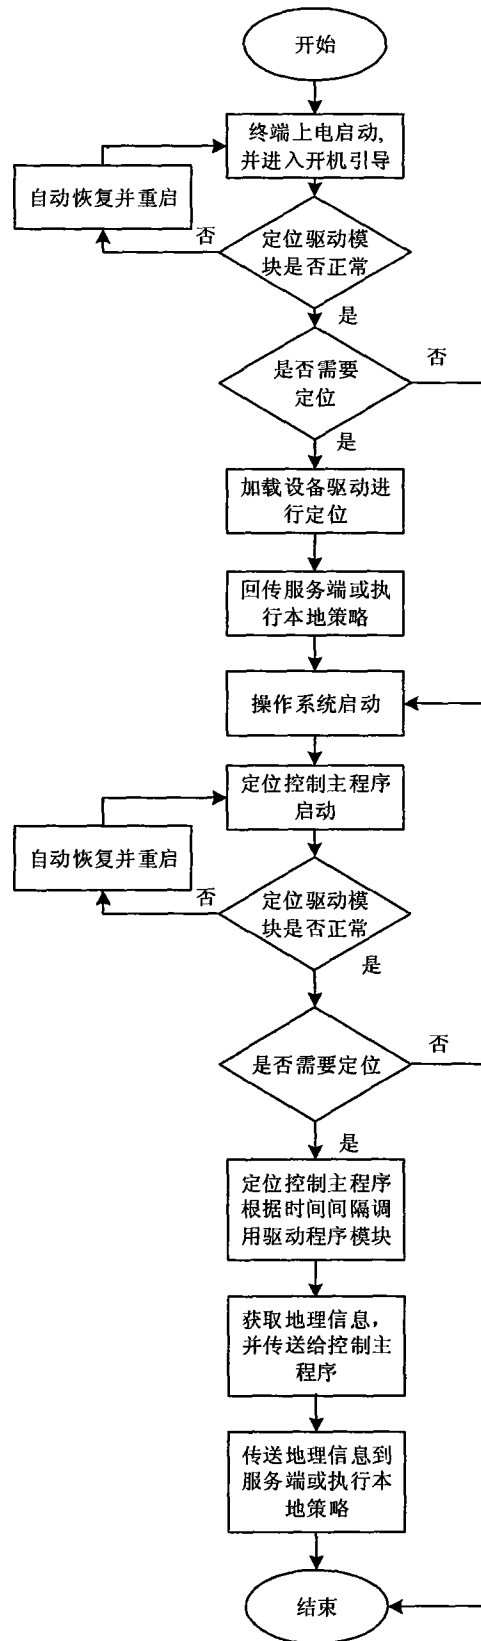 开始
终端上电启动,
并进入开机引导
自动恢复并重启
否
定位驱动模
块是否正常
是
否
是否需要
定位
是
加载设备驱动进
行定位
回传服务端或执
行本地策略
操作系统启动
定位控制主程序
启动
自动恢复并重启
否
定位驱动模
块是否正常
是
否
是否需要定位
是
定位控制主程序
根据时间间隔调
用驱动程序模块
获取地理信息，
并传送给控制主
程序
传送地理信息到
服务端或执行本
地策略
结束